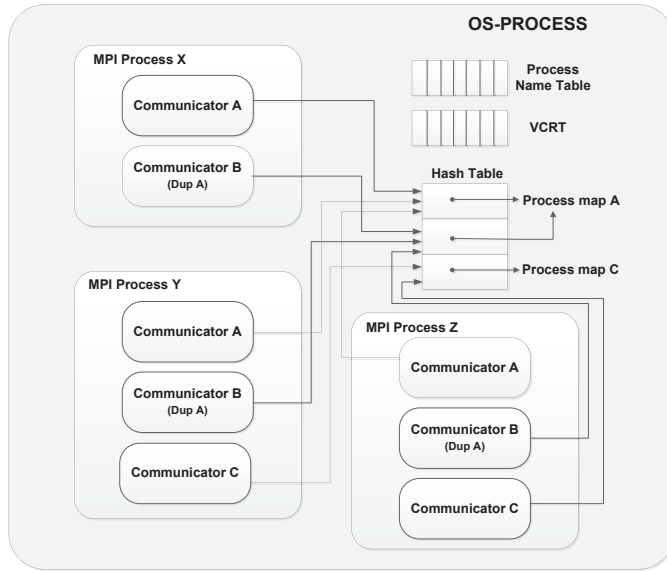 OS-PROCESS
MPI Process X
Communicator A
Communicator B
(Dup A)
Process
Name Table
VCRT
Hash Table
Process map A
Process map C
MPI Process Y
Communicator A
Communicator B
(Dup A)
Communicator C
MPI Process Z
Communicator A
Communicator B
(Dup A)
Communicator C